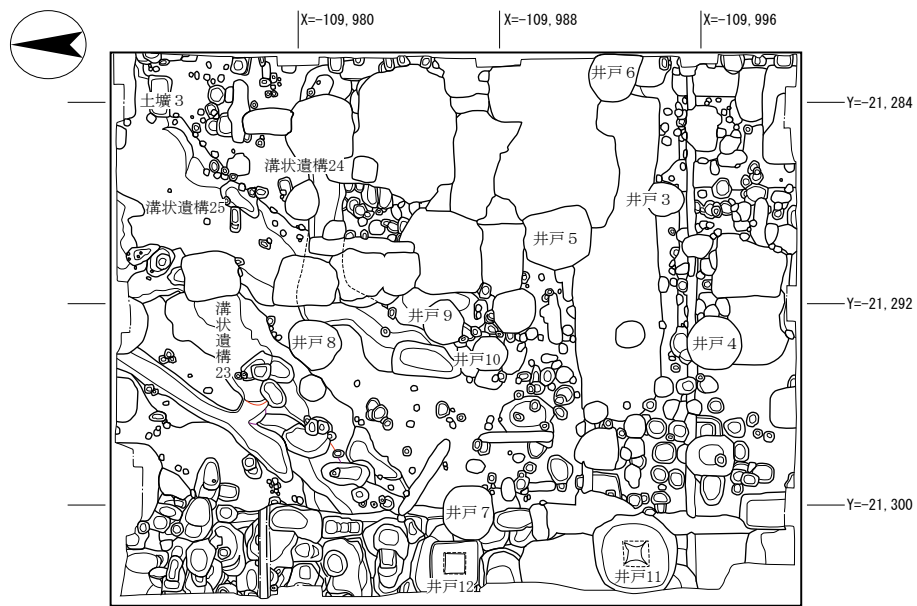 X=-109,980
X=-109,988
X=-109,996
井戸6
土壙3
Y=-21,284
溝状遺構24
井戸3
溝状遺構25
井戸5
Y=-21,292
溝状遺構23
井戸9
井戸8
井戸10
井戸4
Y=-21,300
井戸7
井戸12
井戸11